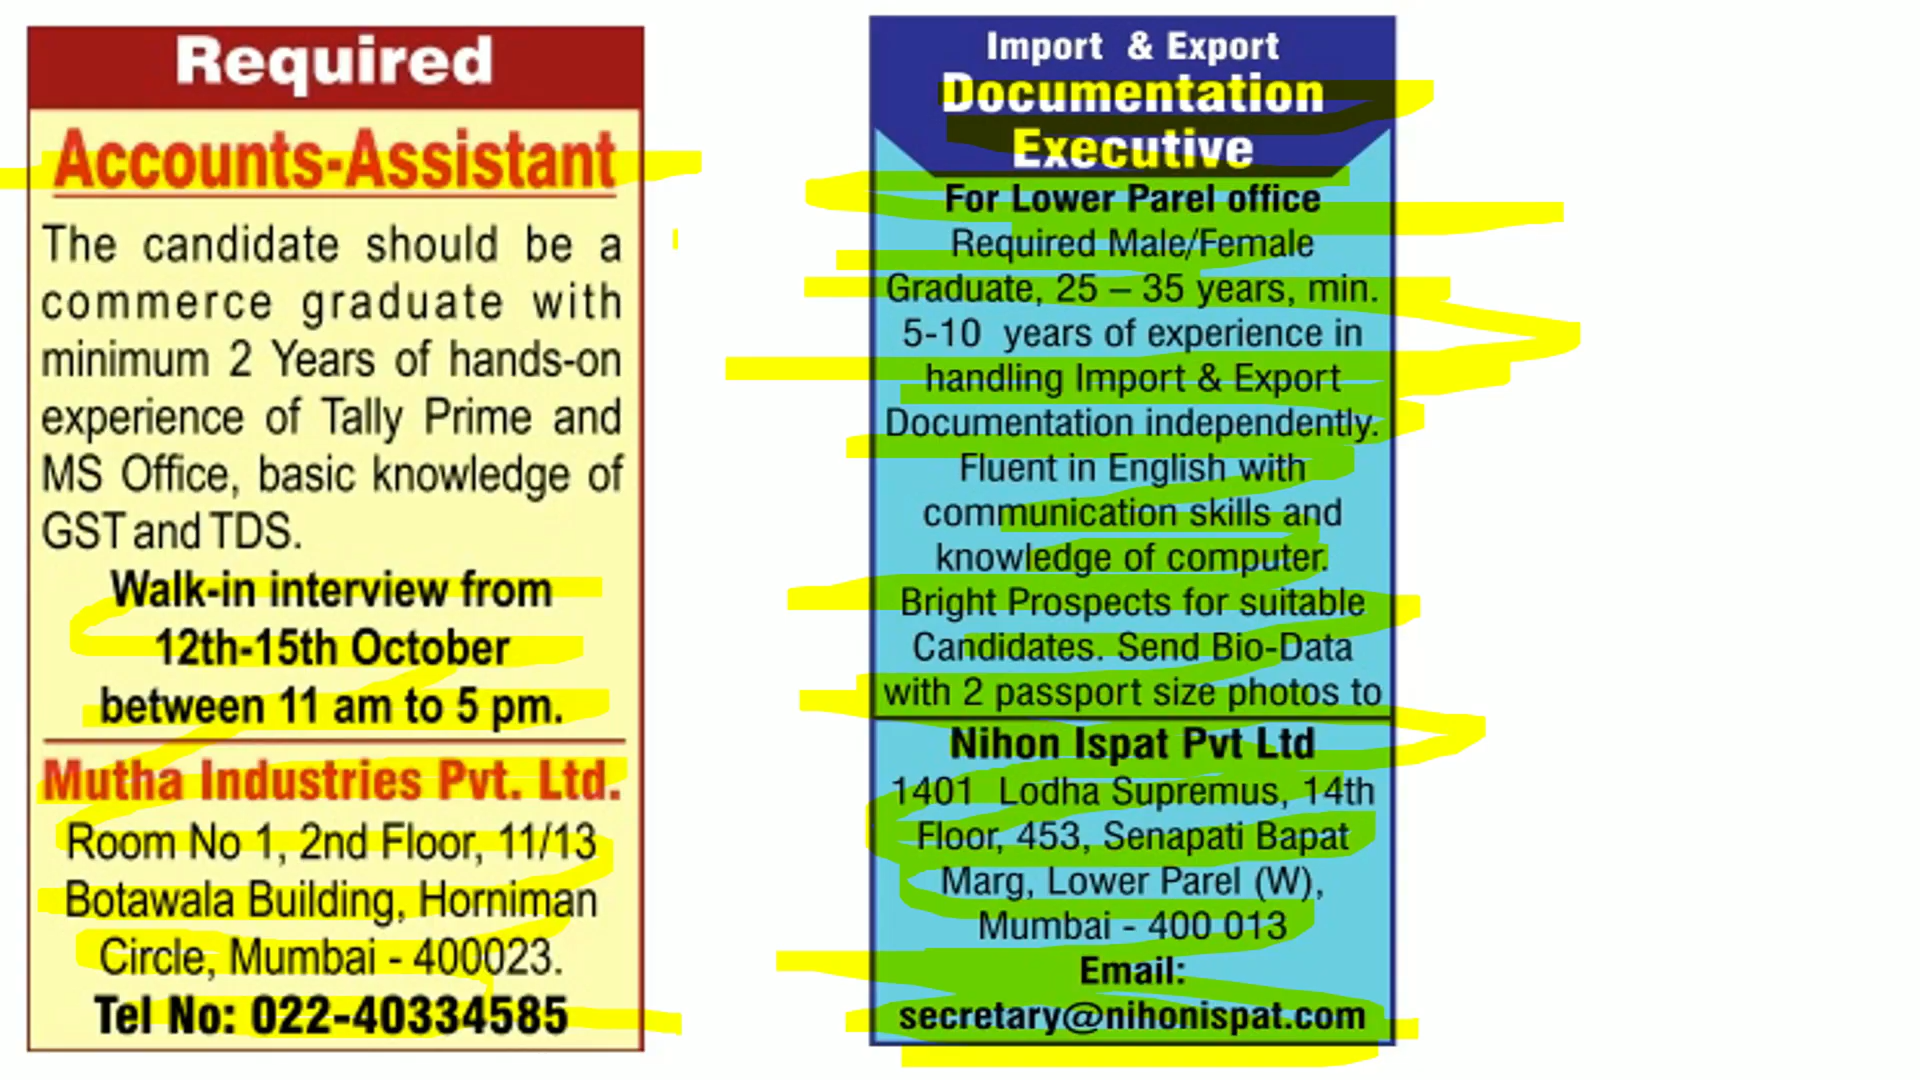 Required
Accounts-Assistant
The candidate should be a
commerce graduate with
minimum 2 Years of hands-on
experience of Tally Prime and
MS Office, basic knowledge of
GST and TDS.
Walk-in interview from
12th-15th October
between 11 am to 5 pm.
Mutha Industries Pvt. Ltd.
Room No 1, 2nd Floor, 11/13
Botawala Building, Horniman
Circle, Mumbai - 400023.
Tel No: 022-40334585
Import & Export
Documentation
Executive
For Lower Parel office
Required Male/Female
Graduate, 25 – 35 years, min.
5-10 years of experience in
handling Import & Export
Documentation independently.
Fluent in English with
communication skills and
knowledge of computer.
Bright Prospects for suitable
Candidates. Send Bio-Data
with 2 passport size photos to
Nihon Ispat Pvt Ltd
1401 Lodha Supremus, 14th
Floor, 453, Senapati Bapat
Marg, Lower Parel (W),
Mumbai - 400 013
Email:
secretary@nihonispat.com